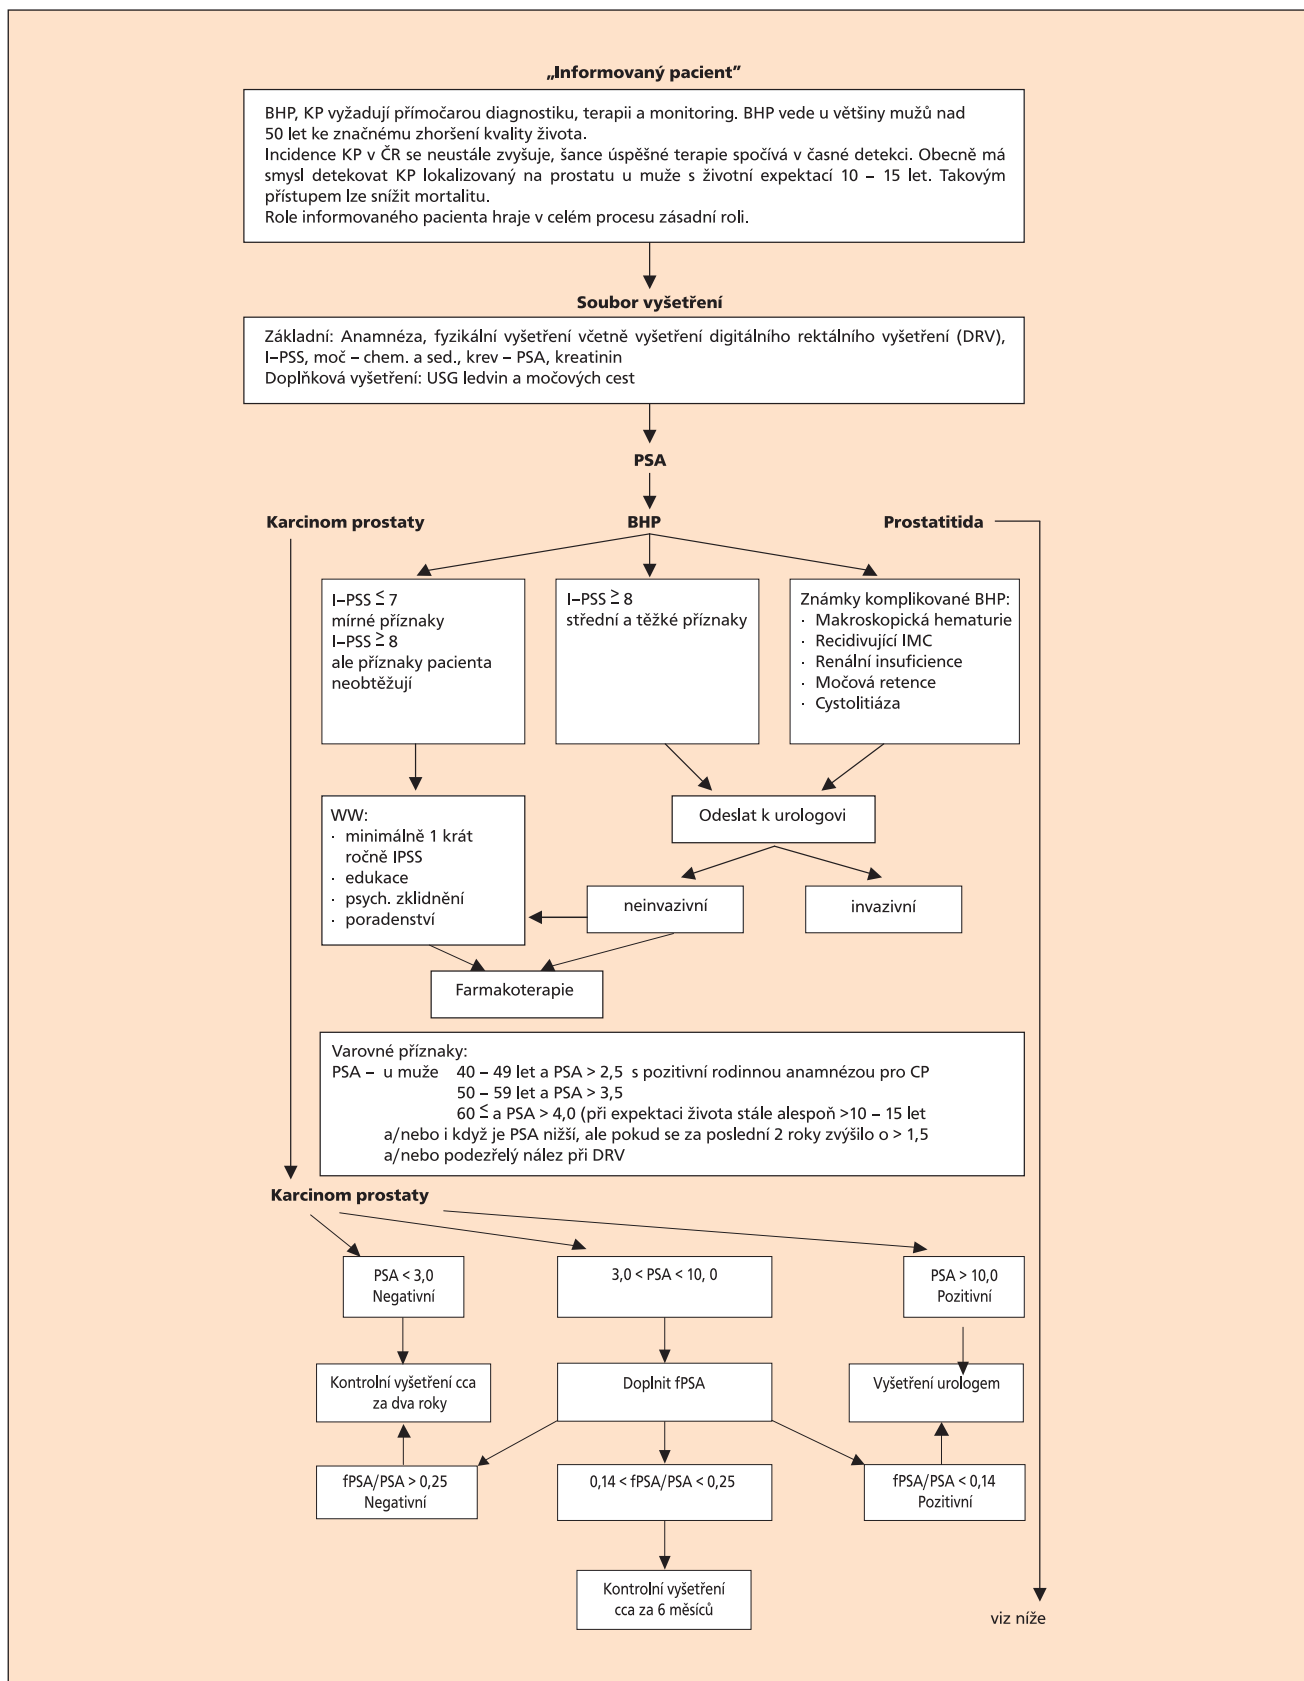 „Informovaný pacient”
BHP, KP vyžadují přímočarou diagnostiku, terapii a monitoring. BHP vede u většiny mužů nad
50 let ke značnému zhoršení kvality života.
Incidence KP v ČR se neustále zvyšuje, šance úspěšné terapie spočívá v časné detekci. Obecně má
smysl detekovat KP lokalizovaný na prostatu u muže s životní expektací 10 – 15 let. Takovým
přístupem lze snížit mortalitu.
Role informovaného pacienta hraje v celém procesu zásadní roli.
Soubor vyšetření
Základní: Anamnéza, fyzikální vyšetření včetně vyšetření digitálního rektálního vyšetření (DRV),
I–PSS, moč – chem. a sed., krev – PSA, kreatinin
Doplňková vyšetření: USG ledvin a močových cest
PSA
Karcinom prostaty
BHP
Prostatitida
I–PSS ≤ 7
mírné příznaky
I–PSS ≥ 8
ale příznaky pacienta
neobtěžují
I–PSS ≥ 8
střední a těžké příznaky
Známky komplikované BHP:
· Makroskopická hematurie
· Recidivující IMC
· Renální insuficience
· Močová retence
· Cystolitiáza
WW:
· minimálně 1 krát
ročně IPSS
· edukace
· psych. zklidnění
· poradenství
Odeslat k urologovi
neinvazivní
invazivní
Farmakoterapie
Varovné příznaky:
PSA – u muže 40 – 49 let a PSA > 2,5 s pozitivní rodinnou anamnézou pro CP
50 – 59 let a PSA > 3,5
60 ≤ a PSA > 4,0 (při expektaci života stále alespoň >10 – 15 let
a/nebo i když je PSA nižší, ale pokud se za poslední 2 roky zvýšilo o > 1,5
a/nebo podezřelý nález při DRV
Karcinom prostaty
PSA < 3,0
Negativní
3,0 < PSA < 10, 0
PSA > 10,0
Pozitivní
Kontrolní vyšetření cca
za dva roky
Doplnit fPSA
Vyšetření urologem
fPSA/PSA > 0,25
Negativní
0,14 < fPSA/PSA < 0,25
fPSA/PSA < 0,14
Pozitivní
Kontrolní vyšetření
cca za 6 měsíců
viz níže